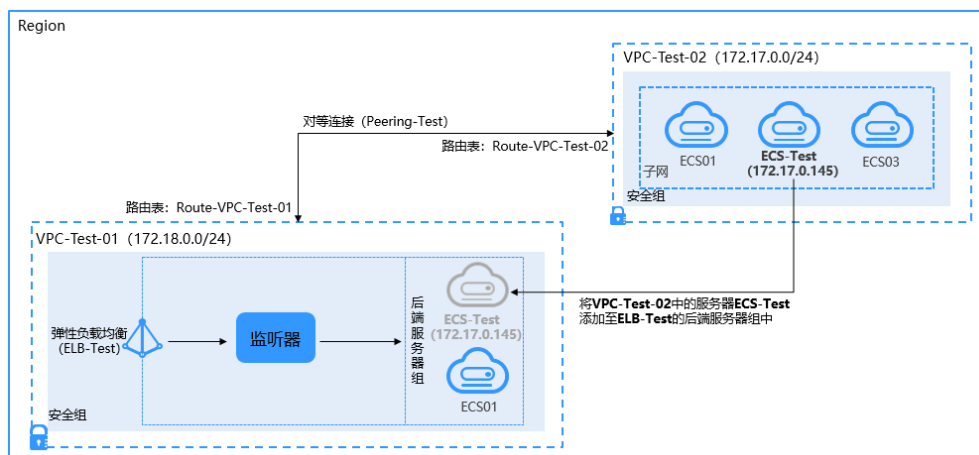 Region
VPC-Test-02（172.17.0.0/24）
ECS01
ECS-Test
(172.17.0.145)
ECS03
子网
安全组
对等连接（Peering-Test）
路由表：Route-VPC-Test-02
路由表：Route-VPC-Test-01
VPC-Test-01（172.18.0.0/24）
弹性负载均衡
(ELB-Test)
监听器
后端服务器组
ECS-Test
(172.17.0.145)
ECS01
安全组
将VPC-Test-02中的服务器ECS-Test
添加至ELB-Test的后端服务器组中